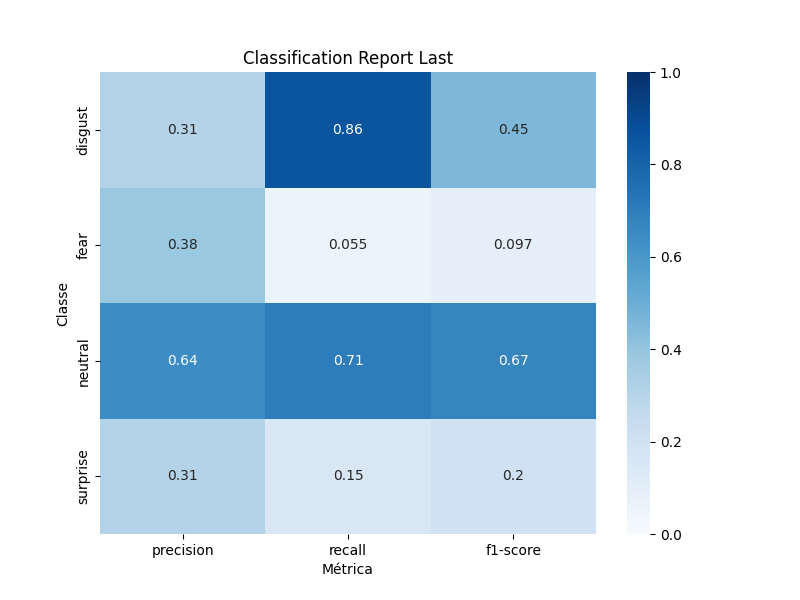 Classification Report Last
Classe
disgust 0.31 0.86 0.45
fear 0.38 0.055 0.097
neutral 0.64 0.71 0.67
surprise 0.31 0.15 0.2
precision recall f1-score
Métrica
1.0
0.8
0.6
0.4
0.2
0.0